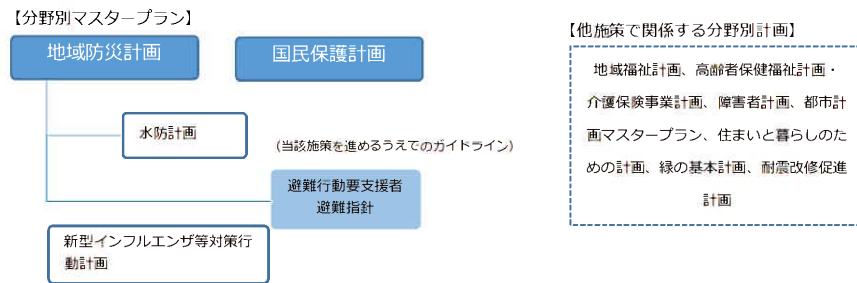 【分野別マスタープラン】
地域防災計画
国民保護計画
水防計画
(当該施策を進めるうえでのガイドライン)
避難行動要支援者
避難指針
新型インフルエンザ等対策行
動計画
【他施策で関係する分野別計画】
地域福祉計画、高齢者保健福祉計画・
介護保険事業計画、障害者計画、都市計
画マスタープラン、住まいと暮らしのた
めの計画、緑の基本計画、耐震改修促進
計画